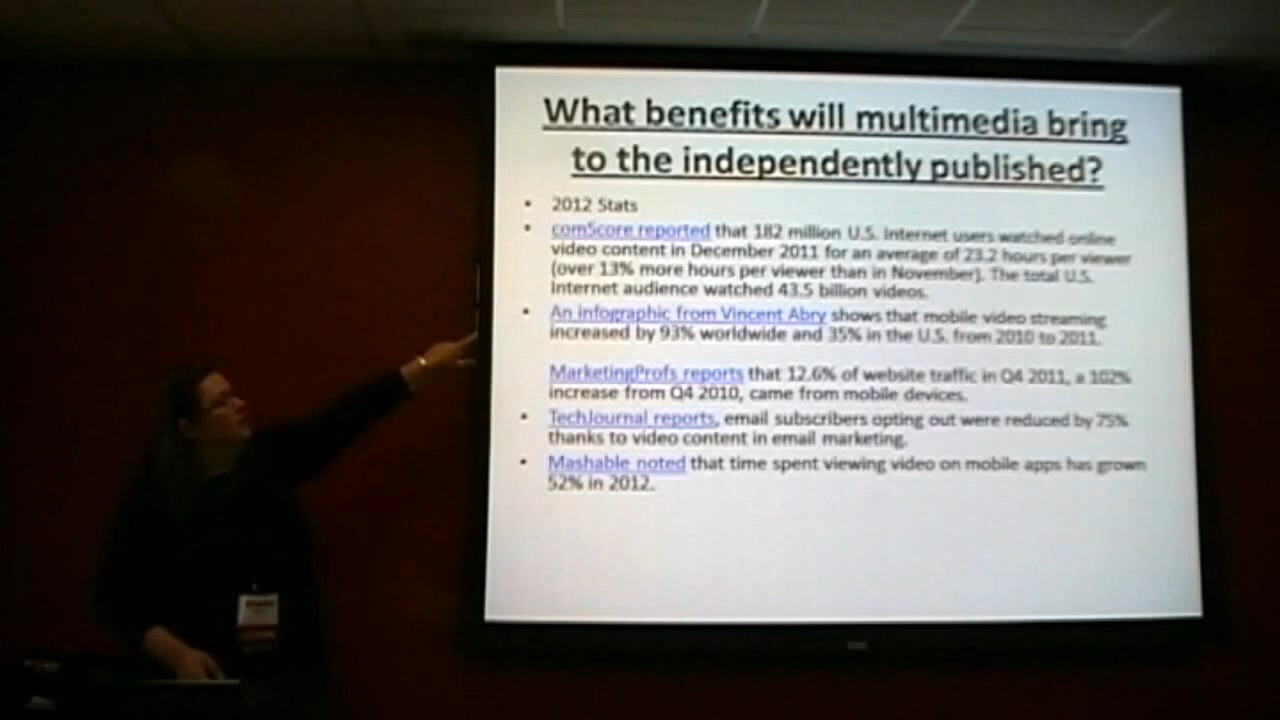 What benefits will multimedia bring
to the independently published?
• 2012 Stats
• comScore reported that 182 million U.S. Internet users watched online
video content in December 2011 for an average of 23.2 hours per viewer
(over 13% more hours per viewer than in November). The total U.S.
Internet audience watched 43.5 billion videos.
• An infographic from Vincent Abry shows that mobile video streaming
increased by 93% worldwide and 35% in the U.S. from 2010 to 2011.
MarketingProfs reports that 12.6% of website traffic in Q4 2011, a 102%
increase from Q4 2010, came from mobile devices.
• TechJournal reports, email subscribers opting out were reduced by 75%
thanks to video content in email marketing.
• Mashable noted that time spent viewing video on mobile apps has grown
52% in 2012.